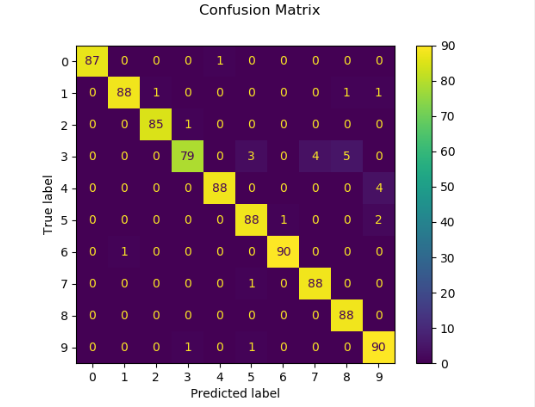 Confusion Matrix
0 87 0 0 0 1 0 0 0 0 0
1 0 88 1 0 0 0 0 0 1 1
2 0 0 85 1 0 0 0 0 0 0
3 0 0 0 79 0 3 0 4 5 0
4 0 0 0 0 88 0 0 0 0 4
5 0 0 0 0 0 88 1 0 0 2
6 0 1 0 0 0 0 90 0 0 0
7 0 0 0 0 0 1 0 88 0 0
8 0 0 0 0 0 0 0 0 88 0
9 0 0 0 1 0 1 0 0 0 90
0 1 2 3 4 5 6 7 8 9
Predicted label
True label
90
80
70
60
50
40
30
20
10
0